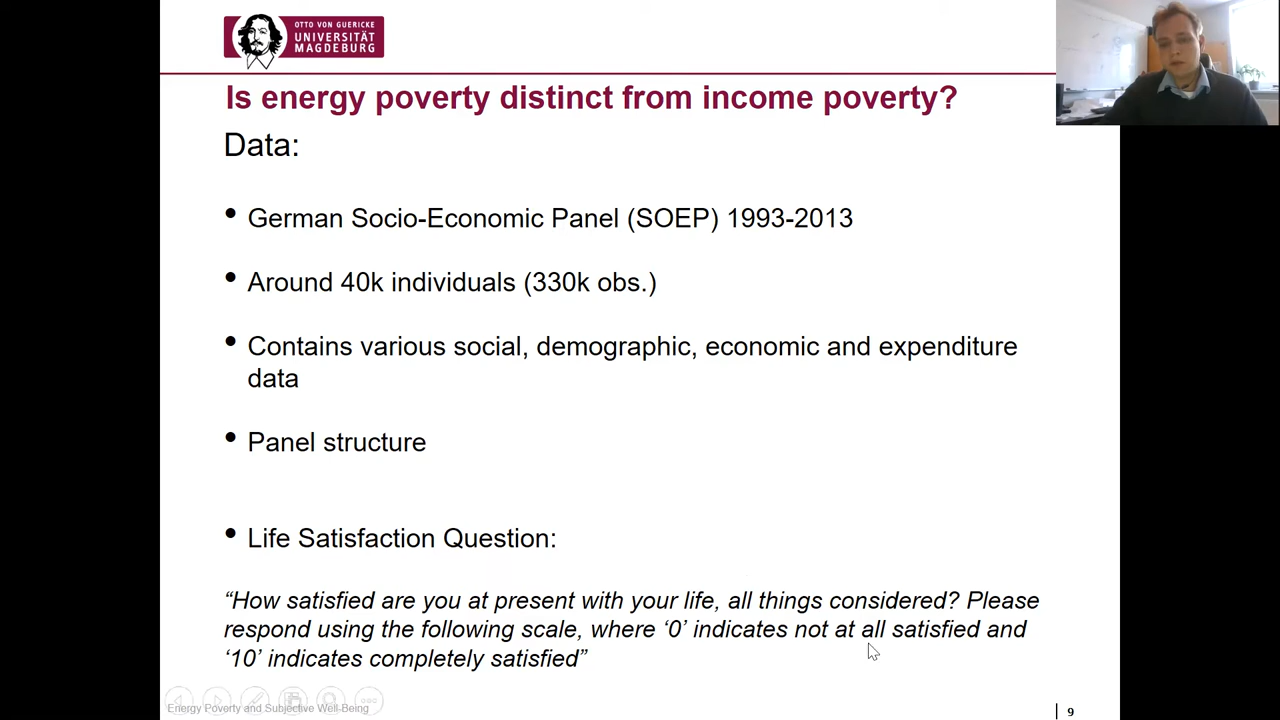 OTTO VON GUERICKE
UNIVERSITÄT
MAGDEBURG
Is energy poverty distinct from income poverty?
Data:
• German Socio-Economic Panel (SOEP) 1993-2013
• Around 40k individuals (330k obs.)
• Contains various social, demographic, economic and expenditure
data
• Panel structure
• Life Satisfaction Question:
“How satisfied are you at present with your life, all things considered? Please
respond using the following scale, where ‘0’ indicates not at all satisfied and
‘10’ indicates completely satisfied”
Energy Poverty and Subjective Well-Being
9